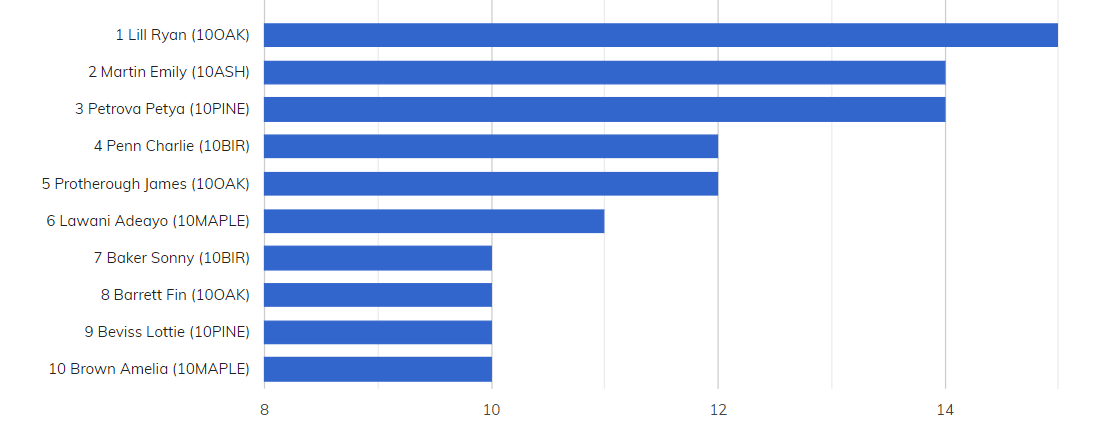 1 Lill Ryan (10OAK)
2 Martin Emily (10ASH)
3 Petrova Petya (10PINE)
4 Penn Charlie (10BIR)
5 Protherough James (10OAK)
6 Lawani Adeayo (10MAPLE)
7 Baker Sonny (10BIR)
8 Barrett Fin (10OAK)
9 Beviss Lottie (10PINE)
10 Brown Amelia (10MAPLE)
8 10 12 14